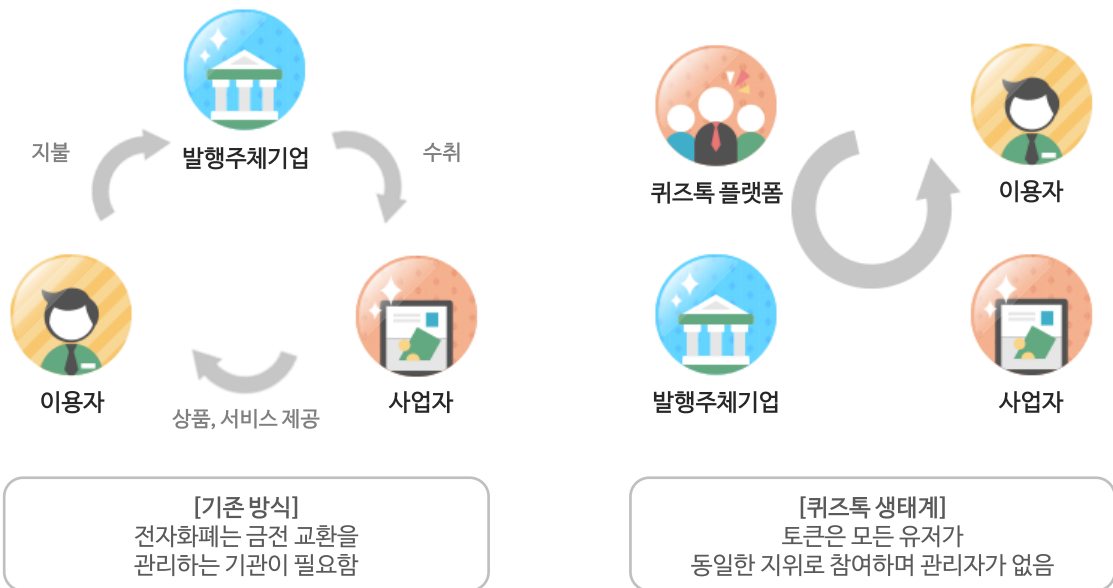 지불
발행주체기업
수취
이용자
상품, 서비스 제공
사업자
[기존 방식]
전자화폐는 금전 교환을
관리하는 기관이 필요함
퀴즈톡 플랫폼
이용자
발행주체기업
사업자
[퀴즈톡 생태계]
토큰은 모든 유저가
동일한 지위로 참여하며 관리자가 없음